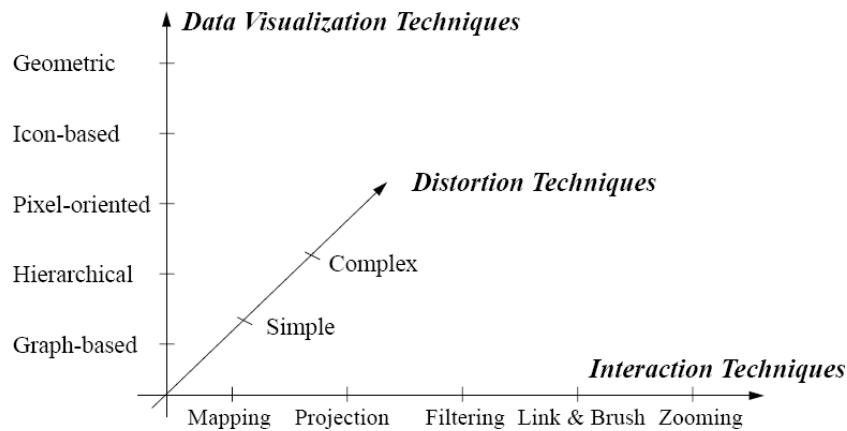 Data Visualization Techniques
Geometric
Icon-based
Distortion Techniques
Pixel-oriented
Complex
Hierarchical
Simple
Graph-based
Interaction Techniques
Mapping Projection Filtering Link & Brush Zooming